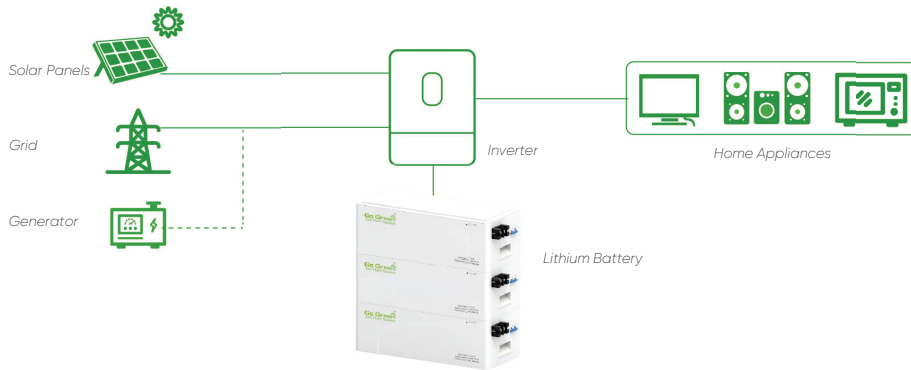 Solar Panels
Grid
Generator
Inverter
Home Appliances
Lithium Battery
Go Green
Go Green
Go Green